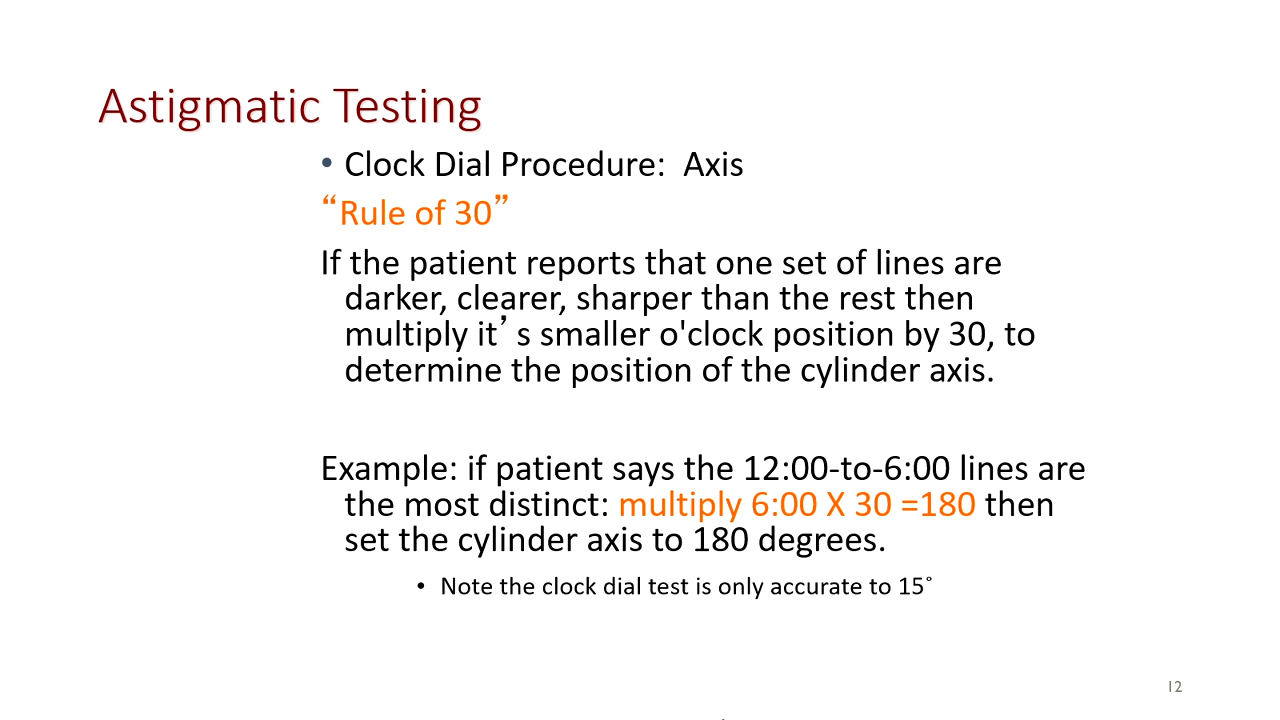 Astigmatic Testing
• Clock Dial Procedure:  Axis
“Rule of 30”
If the patient reports that one set of lines are
darker, clearer, sharper than the rest then
multiply it’s smaller o'clock position by 30, to
determine the position of the cylinder axis.
Example: if patient says the 12:00-to-6:00 lines are
the most distinct: multiply 6:00 X 30 =180 then
set the cylinder axis to 180 degrees.
• Note the clock dial test is only accurate to 15˚
12